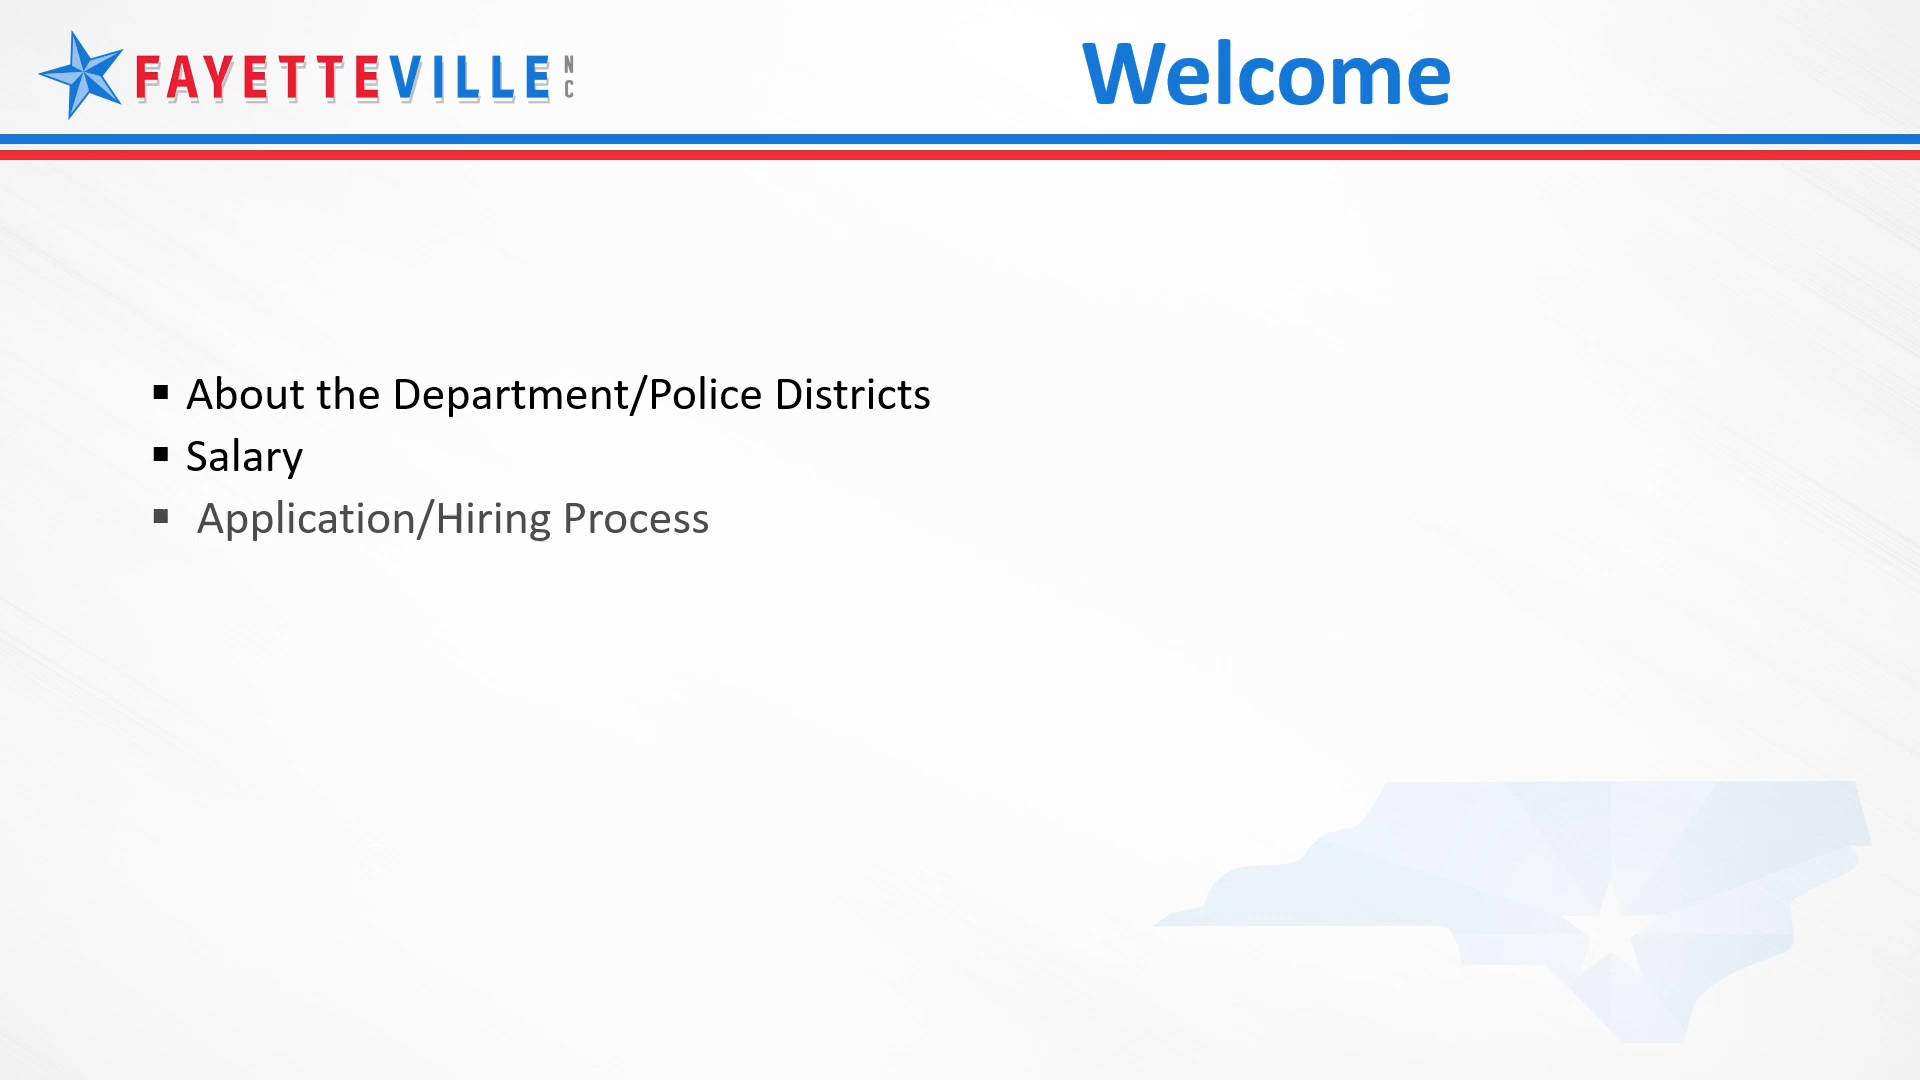 FAYETTEVILLE NC
Welcome
▪ About the Department/Police Districts
▪ Salary
▪ Application/Hiring Process